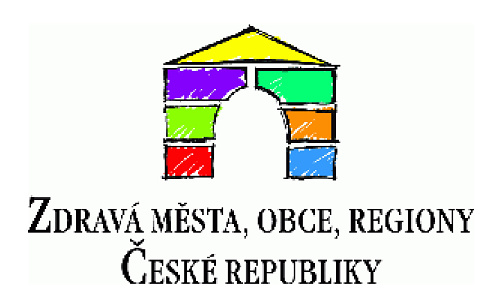 ZDRAVÁ MĚSTA, OBCE, REGIONY
ČESKÉ REPUBLIKY